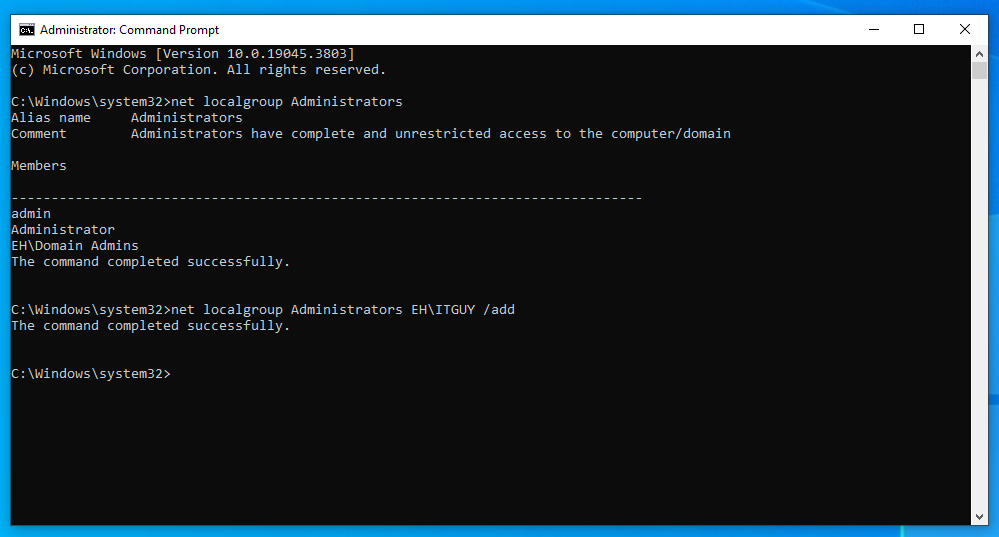 Administrator: Command Prompt
Microsoft Windows [Version 10.0.19045.3803]
(c) Microsoft Corporation. All rights reserved.
C:\Windows\system32>net localgroup Administrators
Alias name     Administrators
Comment        Administrators have complete and unrestricted access to the computer/domain
Members
-------------------------------------------------------------------------------
admin
Administrator
EH\Domain Admins
The command completed successfully.
C:\Windows\system32>net localgroup Administrators EH\ITGUY /add
The command completed successfully.
C:\Windows\system32>